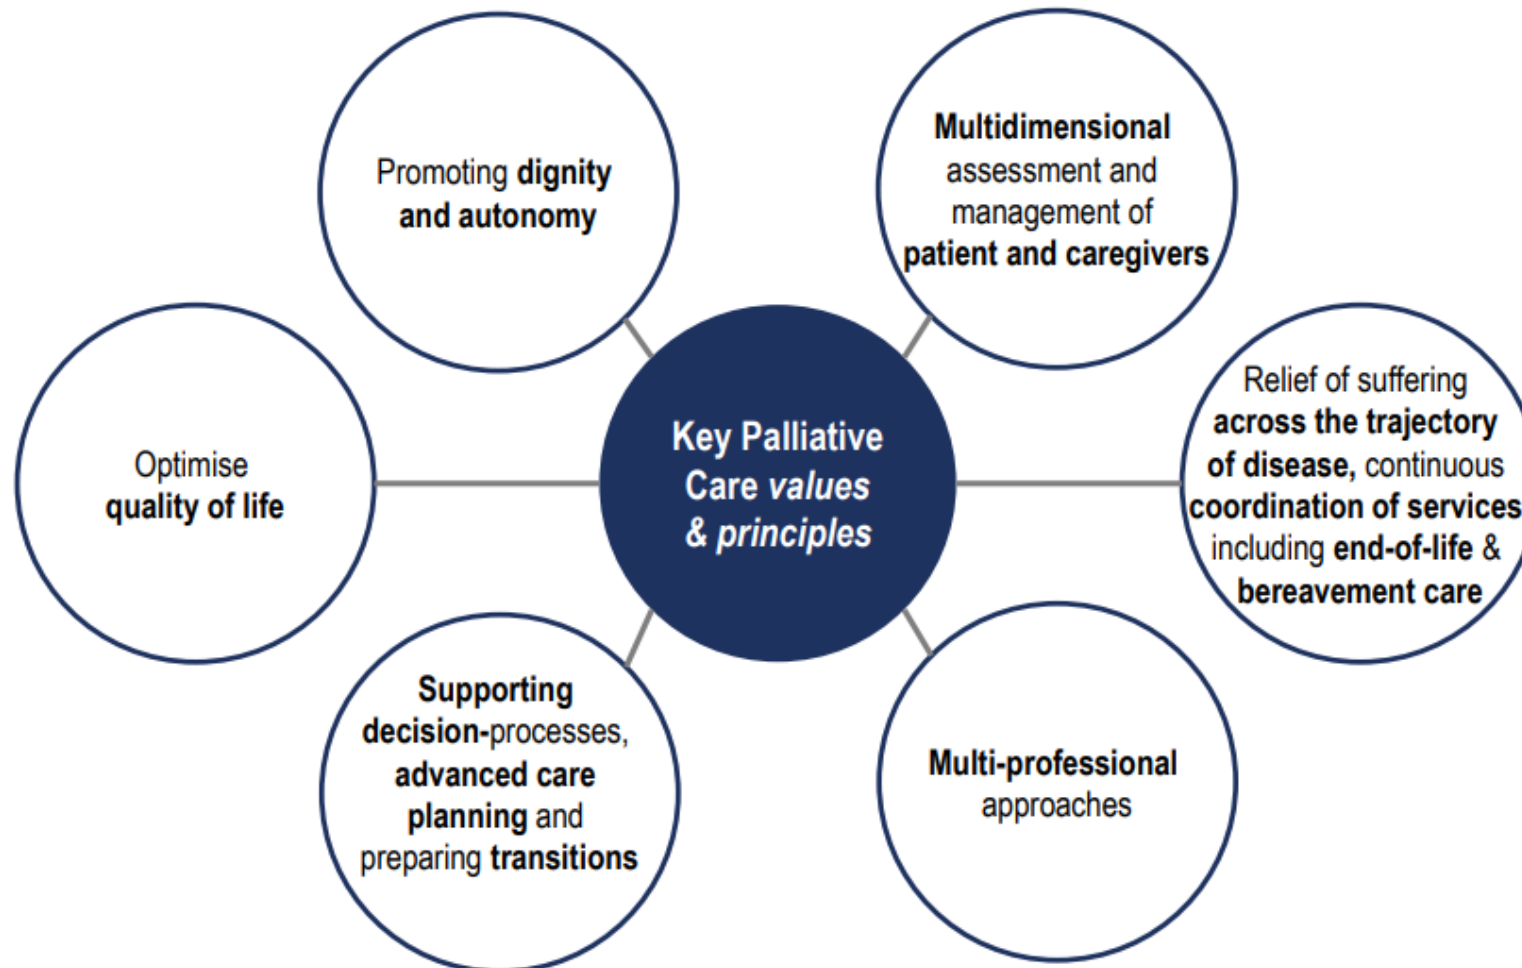 Promoting dignity
and autonomy
Multidimensional
assessment and
management of
patient and caregivers
Optimise
quality of life
Key Palliative
Care values
& principles
Relief of suffering
across the trajectory
of disease, continuous
coordination of services
including end-of-life &
bereavement care
Supporting
decision-processes,
advanced care
planning and
preparing transitions
Multi-professional
approaches